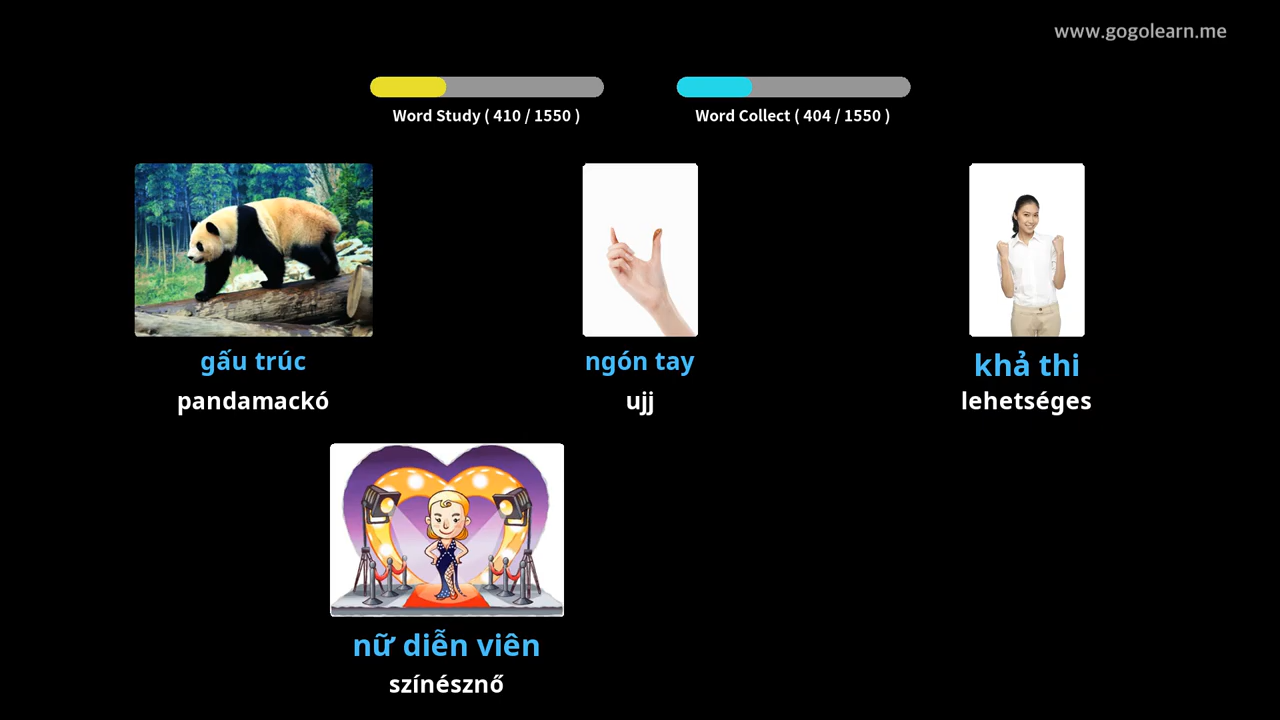 www.gogolearn.me
Word Study ( 410 / 1550 )
Word Collect ( 404 / 1550 )
gấu trúc
pandamackó
ngón tay
ujj
khả thi
lehetséges
nữ diễn viên
színésznő